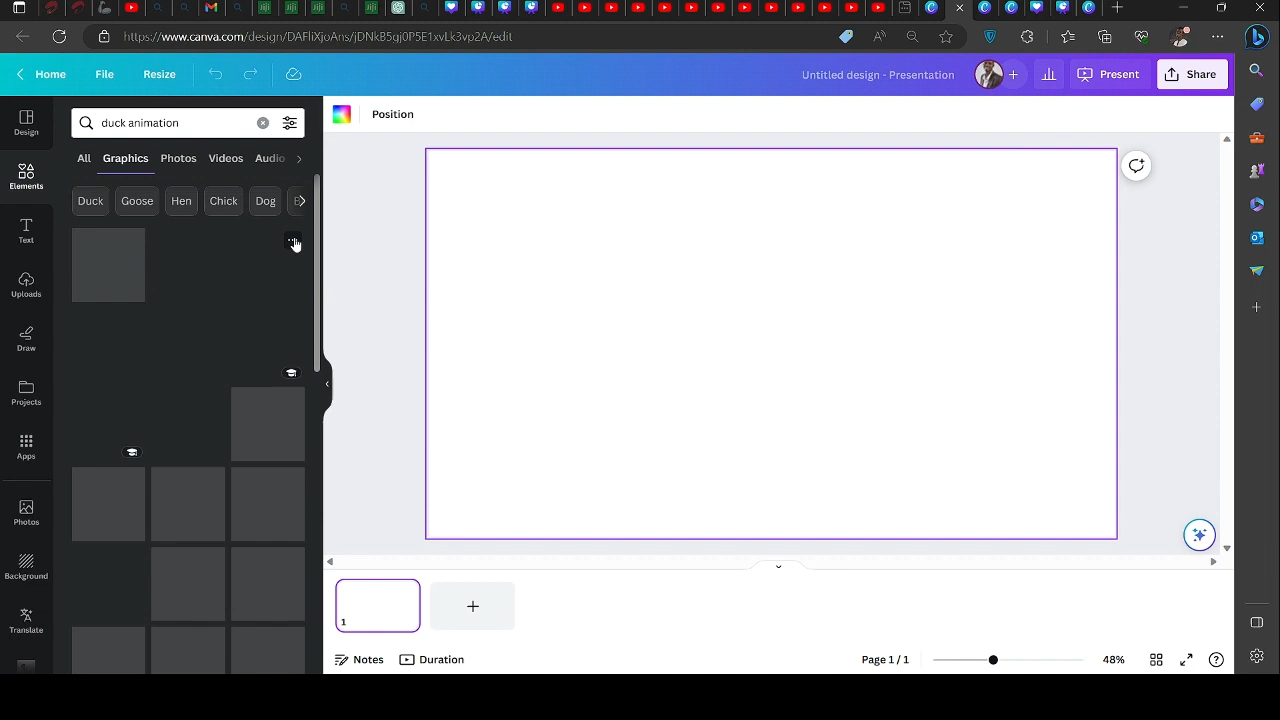 https://www.canva.com/design/DAFliXjoAns/jDNkB5gj0P5E1xvLk3vp2A/edit
Home
File
Resize
Untitled design - Presentation
+
Present
Share
Design
Elements
Text
Uploads
Draw
Projects
Apps
Photos
Background
Translate
duck animation
All
Graphics
Photos
Videos
Audio
Duck
Goose
Hen
Chick
Dog
Position
1
+
Notes
Duration
Page 1 / 1
48%